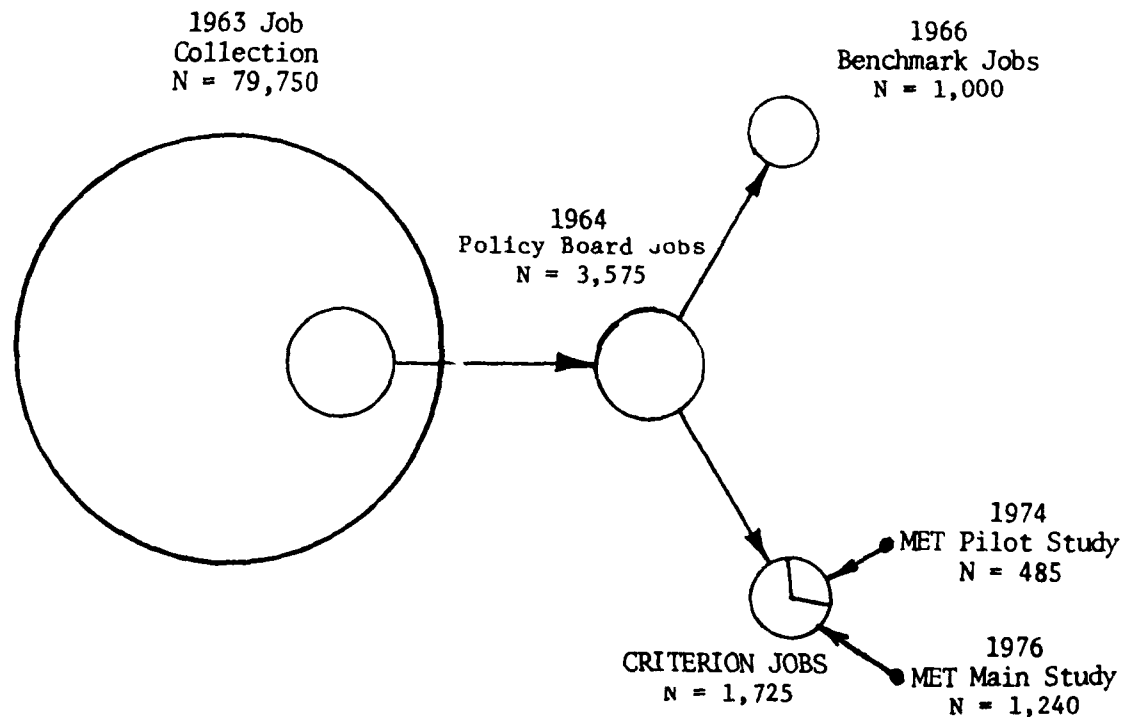 1963 Job
Collection
N = 79,750
1966
Benchmark Jobs
N = 1,000
1964
Policy Board Jobs
N = 3,575
1974
MET Pilot Study
N = 485
CRITERION JOBS
N = 1,725
1976
MET Main Study
N = 1,240